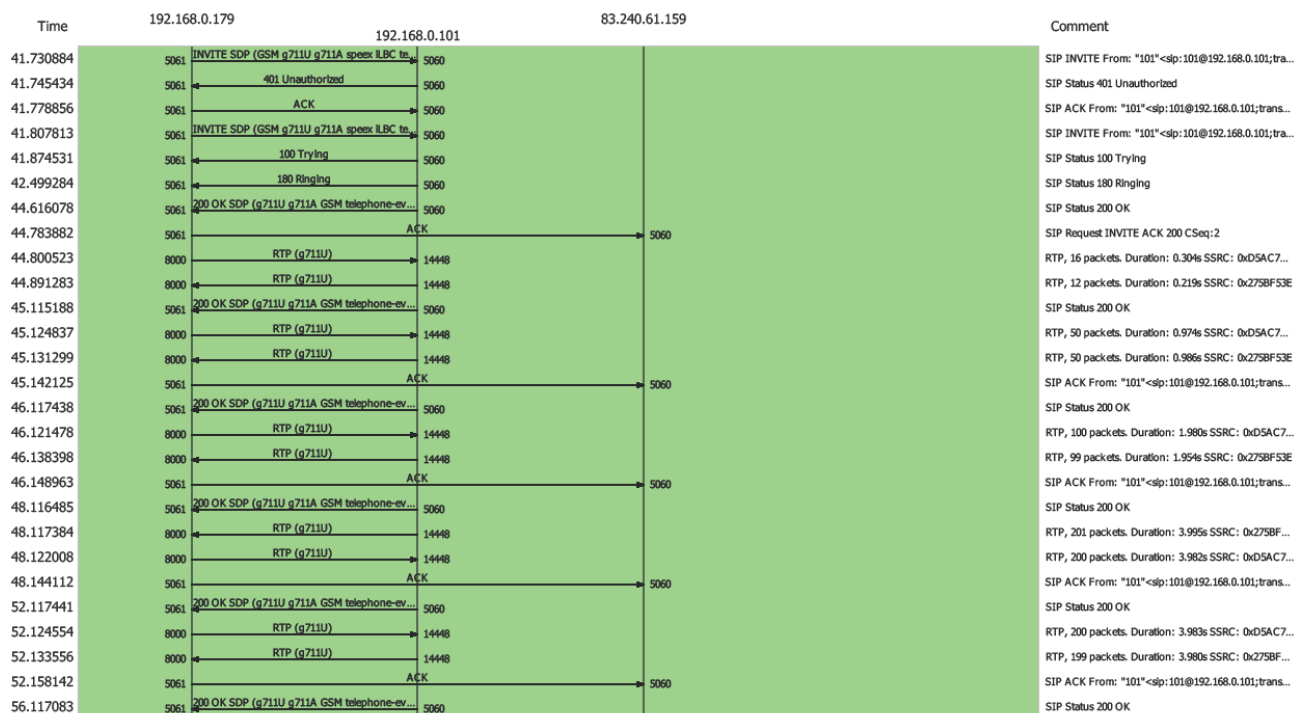 Time 192.168.0.179 192.168.0.101 83.240.61.159 Comment
41.730884 5061 INVITE SDP (GSM g711U g711A speex iLBC te... 5060 SIP INVITE From: "101"<sip:101@192.168.0.101;tra...
41.745434 5061 401 Unauthorized 5060 SIP Status 401 Unauthorized
41.778856 5061 ACK 5060 SIP ACK From: "101"<sip:101@192.168.0.101;trans...
41.807813 5061 INVITE SDP (GSM g711U g711A speex iLBC te... 5060 SIP INVITE From: "101"<sip:101@192.168.0.101;tra...
41.874531 5061 100 Trying 5060 SIP Status 100 Trying
42.499284 5061 180 Ringing 5060 SIP Status 180 Ringing
44.616078 5061 200 OK SDP (g711U g711A GSM telephone-ev... 5060 SIP Status 200 OK
44.783882 5061 ACK 5060 SIP Request INVITE ACK 200 CSeq:2
44.800523 8000 RTP (g711U) 14448 RTP, 16 packets. Duration: 0.304s SSRC: 0xD5AC7...
44.891283 8000 RTP (g711U) 14448 RTP, 12 packets. Duration: 0.219s SSRC: 0x275BF53E
45.115188 5061 200 OK SDP (g711U g711A GSM telephone-ev... 5060 SIP Status 200 OK
45.124837 8000 RTP (g711U) 14448 RTP, 50 packets. Duration: 0.974s SSRC: 0xD5AC7...
45.131299 8000 RTP (g711U) 14448 RTP, 50 packets. Duration: 0.986s SSRC: 0x275BF53E
45.142125 5061 ACK 5060 SIP ACK From: "101"<sip:101@192.168.0.101;trans...
46.117438 5061 200 OK SDP (g711U g711A GSM telephone-ev... 5060 SIP Status 200 OK
46.121478 8000 RTP (g711U) 14448 RTP, 100 packets. Duration: 1.980s SSRC: 0xD5AC7...
46.138398 8000 RTP (g711U) 14448 RTP, 99 packets. Duration: 1.954s SSRC: 0x275BF53E
46.148963 5061 ACK 5060 SIP ACK From: "101"<sip:101@192.168.0.101;trans...
48.116485 5061 200 OK SDP (g711U g711A GSM telephone-ev... 5060 SIP Status 200 OK
48.117384 8000 RTP (g711U) 14448 RTP, 201 packets. Duration: 3.995s SSRC: 0x275BF...
48.122008 8000 RTP (g711U) 14448 RTP, 200 packets. Duration: 3.982s SSRC: 0xD5AC7...
48.144112 5061 ACK 5060 SIP ACK From: "101"<sip:101@192.168.0.101;trans...
52.117441 5061 200 OK SDP (g711U g711A GSM telephone-ev... 5060 SIP Status 200 OK
52.124554 8000 RTP (g711U) 14448 RTP, 200 packets. Duration: 3.983s SSRC: 0xD5AC7...
52.133556 8000 RTP (g711U) 14448 RTP, 199 packets. Duration: 3.980s SSRC: 0x275BF...
52.158142 5061 ACK 5060 SIP ACK From: "101"<sip:101@192.168.0.101;trans...
56.117083 5061 200 OK SDP (g711U g711A GSM telephone-ev... 5060 SIP Status 200 OK